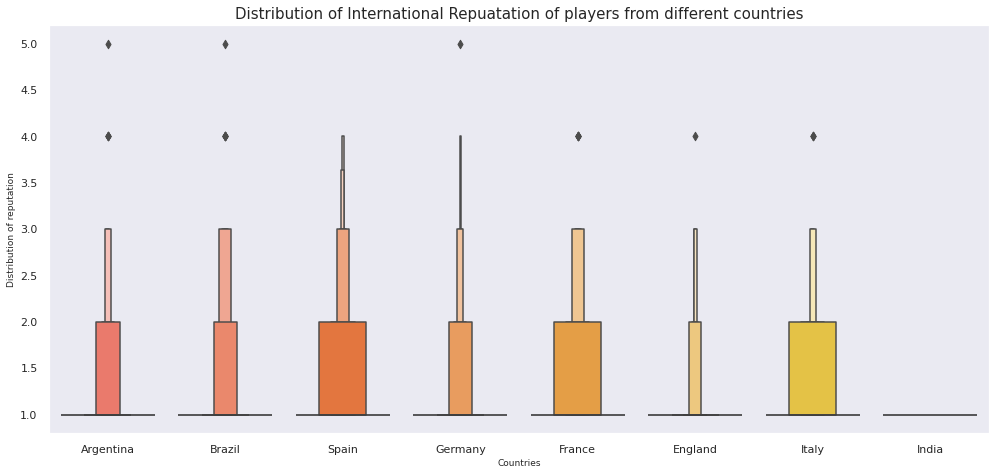 Distribution of International Repuatation of players from different countries
Distribution of reputation
5.0
4.5
4.0
3.5
3.0
2.5
2.0
1.5
1.0
Argentina Brazil Spain Germany France England Italy India
Countries